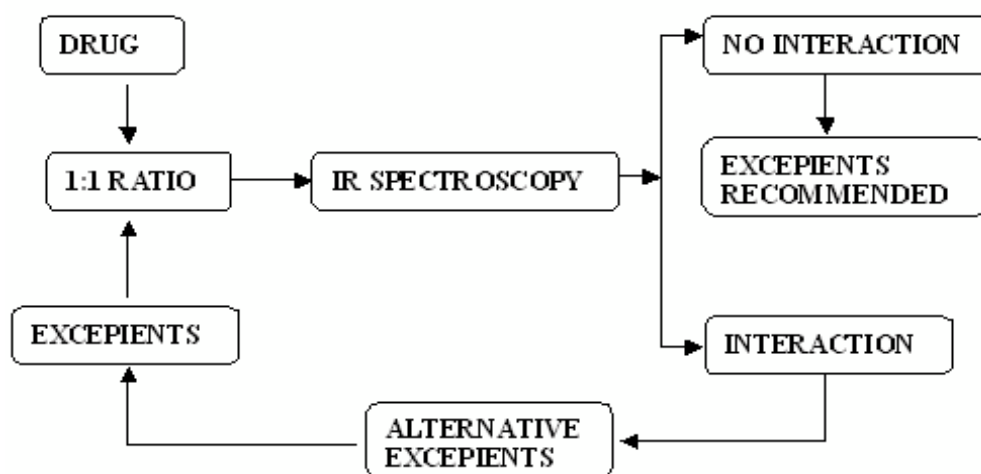 DRUG
NO INTERACTION
1:1 RATIO
IR SPECTROSCOPY
EXCEPIENTS
RECOMMENDED
EXCEPIENTS
INTERACTION
ALTERNATIVE
EXCEPIENTS